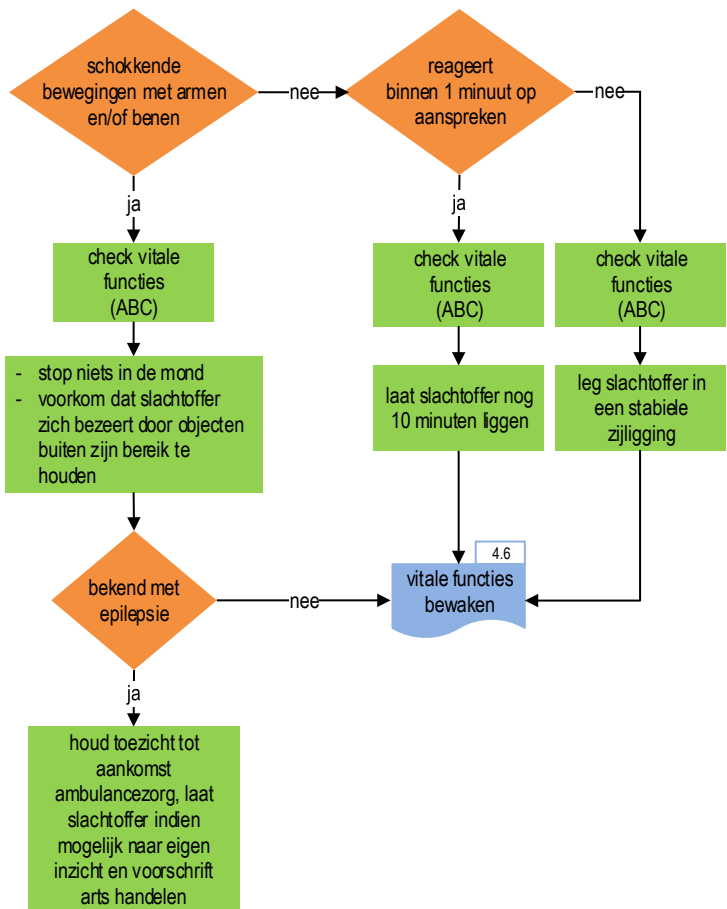 schokkende
bewegingen met armen
en/of benen
nee
reageert
binnen 1 minuut op
aanspreken
nee
ja
ja
check vitale
functies
(ABC)
check vitale
functies
(ABC)
check vitale
functies
(ABC)
- stop niets in de mond
- voorkom dat slachtoffer
zich bezeert door objecten
buiten zijn bereik te
houden
laat slachtoffer nog
10 minuten liggen
leg slachtoffer in
een stabiele
zijligging
bekend met
epilepsie
nee
4.6
vitale functies
bewaken
ja
houd toezicht tot
aankomst
ambulancezorg, laat
slachtoffer indien
mogelijk naar eigen
inzicht en voorschrift
arts handelen